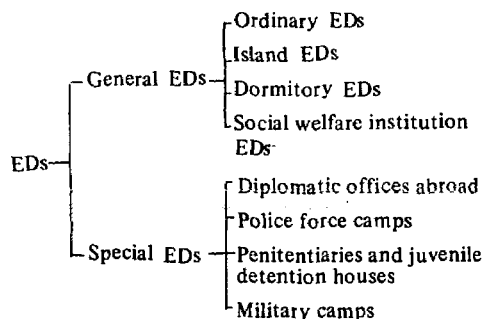 Ordinary EDs
Island EDs
General EDs
Dormitory EDs
Social welfare institution
EDs
EDs
Diplomatic offices abroad
Police force camps
Special EDs
Penitentiaries and juvenile
detention houses
Military camps